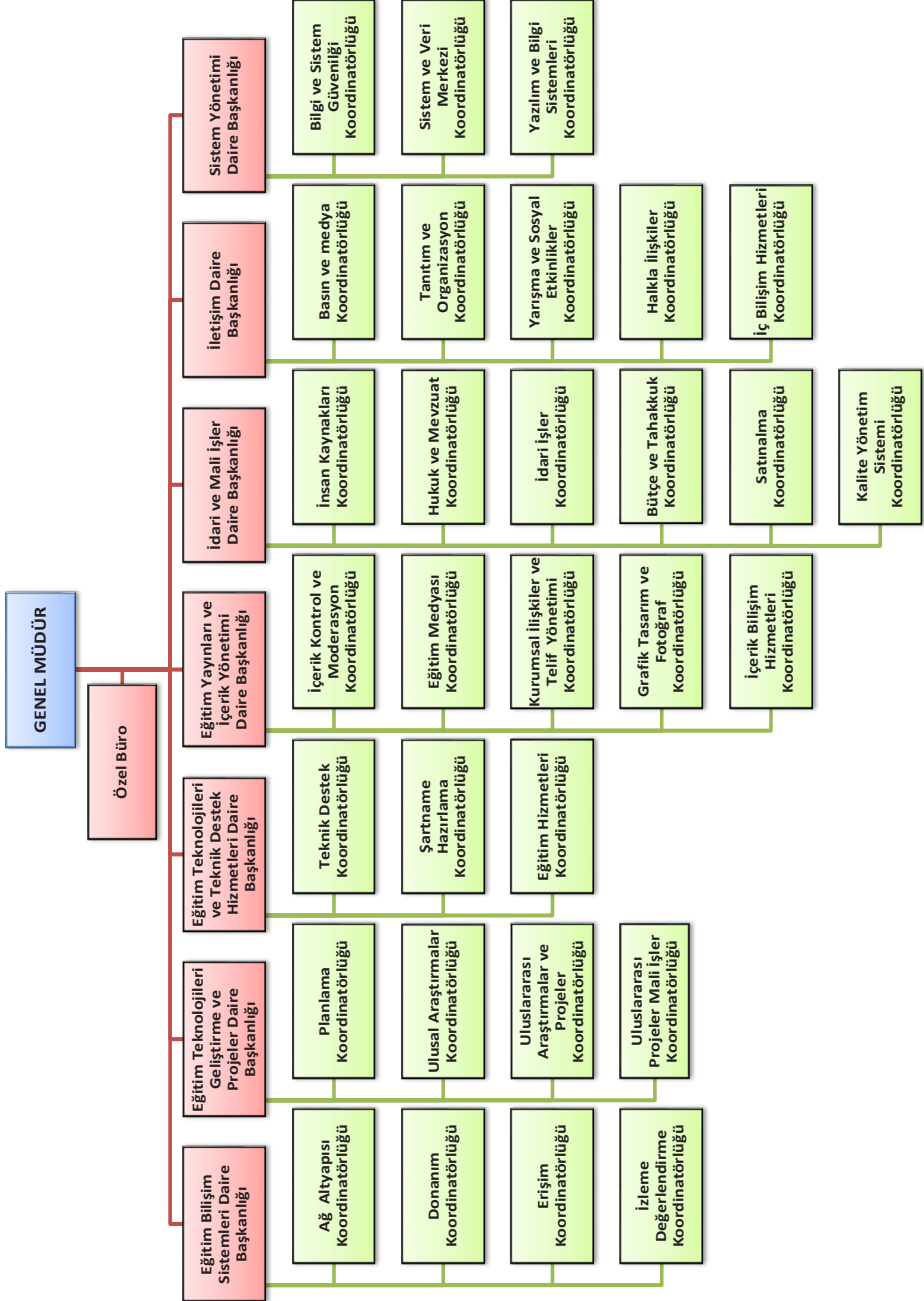 GENEL MÜDÜR
Özel Büro
Eğitim Bilişim
Sistemleri Daire
Başkanlığı
Ağ Altyapısı
Koordinatörlüğü
Donanım
Koordinatörlüğü
Erişim
Koordinatörlüğü
İzleme
Değerlendirme
Koordinatörlüğü
Eğitim Teknolojileri
Geliştirme ve
Projeler Daire
Başkanlığı
Planlama
Koordinatörlüğü
Ulusal Araştırmalar
Koordinatörlüğü
Uluslararası
Araştırmalar ve
Projeler
Koordinatörlüğü
Uluslararası
Projeler Mali İşler
Koordinatörlüğü
Eğitim Teknolojileri
ve Teknik Destek
Hizmetleri Daire
Başkanlığı
Teknik Destek
Koordinatörlüğü
Şartname
Hazırlama
Koordinatörlüğü
Eğitim Hizmetleri
Koordinatörlüğü
Eğitim Yayınları ve
İçerik Yönetimi
Daire Başkanlığı
İçerik Kontrol ve
Moderasyon
Koordinatörlüğü
Eğitim Medyası
Koordinatörlüğü
Kurumsal İlişkiler ve
Telif Yönetimi
Koordinatörlüğü
Grafik Tasarım ve
Fotoğraf
Koordinatörlüğü
İçerik Bilişim
Hizmetleri
Koordinatörlüğü
İdari ve Mali İşler
Daire Başkanlığı
İnsan Kaynakları
Koordinatörlüğü
Hukuk ve Mevzuat
Koordinatörlüğü
İdari İşler
Koordinatörlüğü
Bütçe ve Tahakkuk
Koordinatörlüğü
Satınalma
Koordinatörlüğü
Kalite Yönetim
Sistemi
Koordinatörlüğü
İletişim Daire
Başkanlığı
Basın ve medya
Koordinatörlüğü
Tanıtım ve
Organizasyon
Koordinatörlüğü
Yarışma ve Sosyal
Etkinlikler
Koordinatörlüğü
Halkla İlişkiler
Koordinatörlüğü
İç Bilişim Hizmetleri
Koordinatörlüğü
Sistem Yönetimi
Daire Başkanlığı
Bilgi ve Sistem
Güvenilği
Koordinatörlüğü
Sistem ve Veri
Merkezi
Koordinatörlüğü
Yazılım ve Bilgi
Sistemleri
Koordinatörlüğü